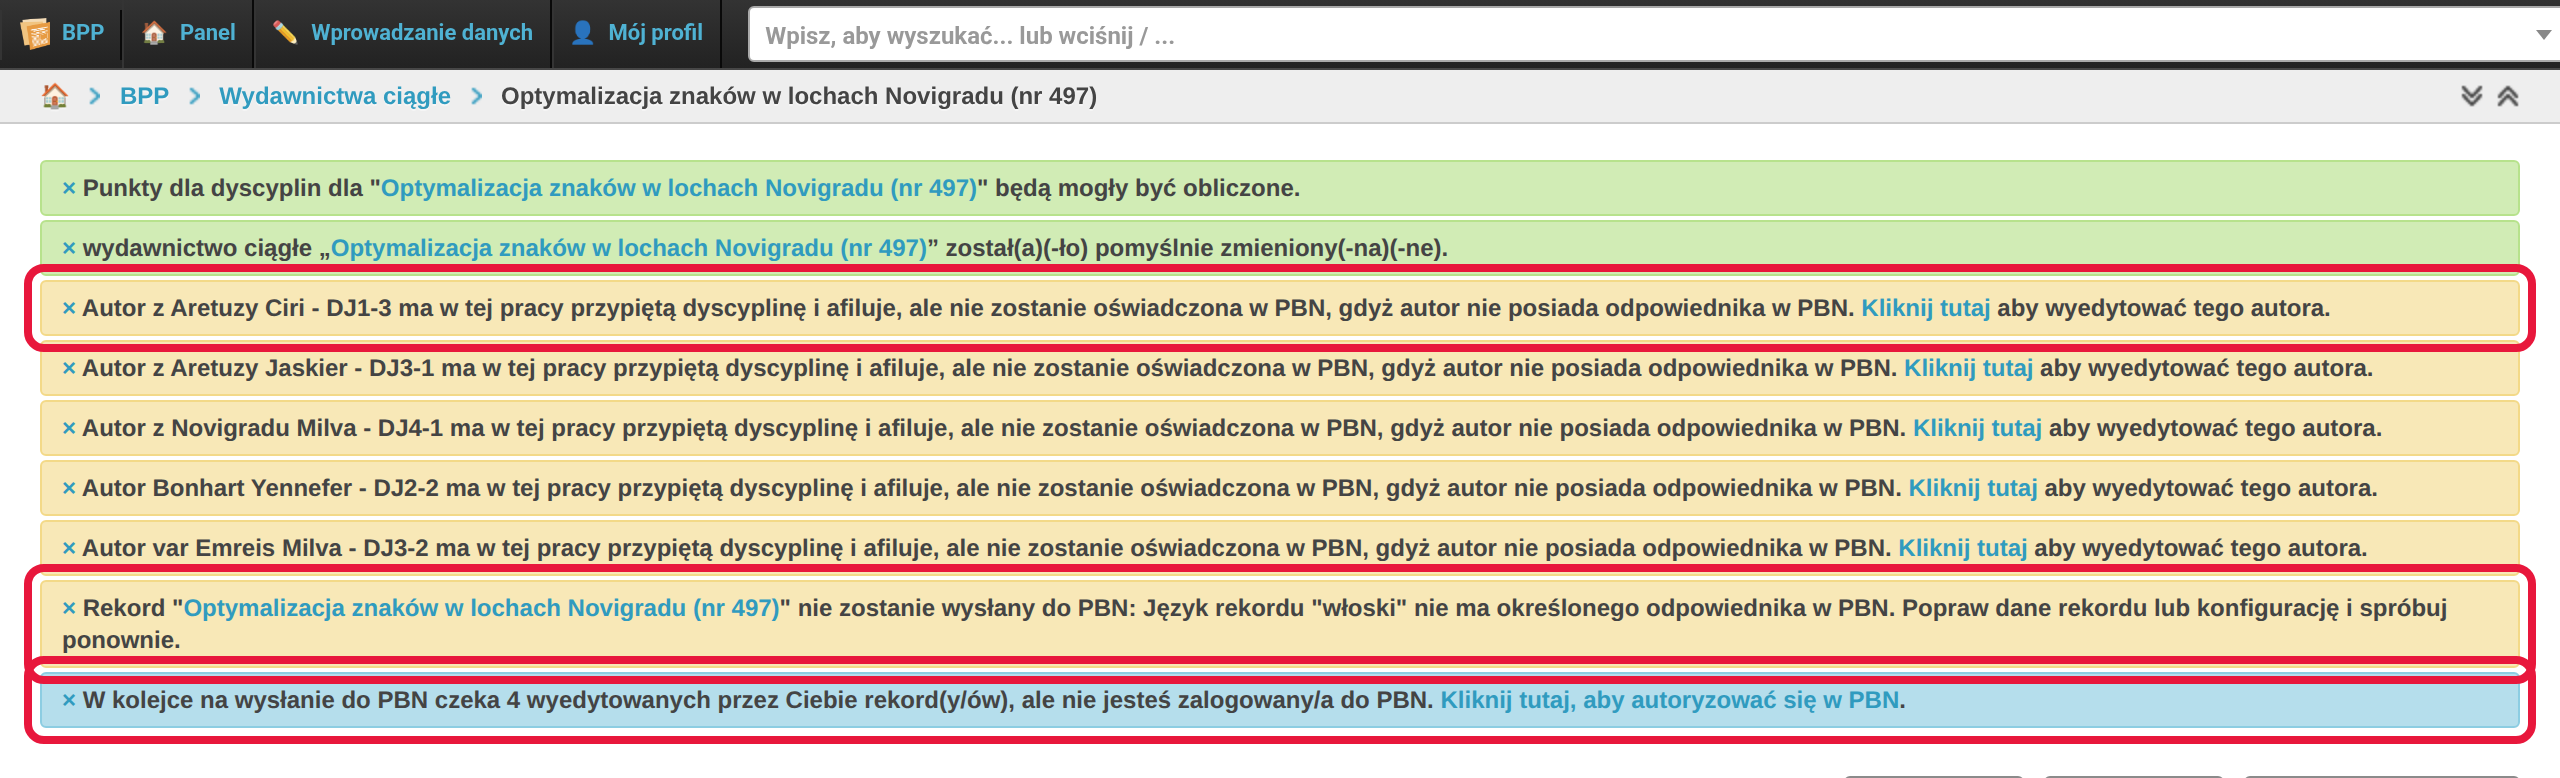 BPP Panel Wprowadzanie danych Mój profil Wpisz, aby wyszukać... lub wciśnij / ...
BPP Wydawnictwa ciągłe Optymalizacja znaków w lochach Novigradu (nr 497)
× Punkty dla dyscyplin dla "Optymalizacja znaków w lochach Novigradu (nr 497)" będą mogły być obliczone.
× wydawnictwo ciągłe „Optymalizacja znaków w lochach Novigradu (nr 497)” został(a)(-ło) pomyślnie zmieniony(-na)(-ne).
× Autor z Aretuzy Ciri - DJ1-3 ma w tej pracy przypiętą dyscyplinę i afiluje, ale nie zostanie oświadczona w PBN, gdyż autor nie posiada odpowiednika w PBN. Kliknij tutaj aby wyedytować tego autora.
× Autor z Aretuzy Jaskier - DJ3-1 ma w tej pracy przypiętą dyscyplinę i afiluje, ale nie zostanie oświadczona w PBN, gdyż autor nie posiada odpowiednika w PBN. Kliknij tutaj aby wyedytować tego autora.
× Autor z Novigradu Milva - DJ4-1 ma w tej pracy przypiętą dyscyplinę i afiluje, ale nie zostanie oświadczona w PBN, gdyż autor nie posiada odpowiednika w PBN. Kliknij tutaj aby wyedytować tego autora.
× Autor Bonhart Yennefer - DJ2-2 ma w tej pracy przypiętą dyscyplinę i afiluje, ale nie zostanie oświadczona w PBN, gdyż autor nie posiada odpowiednika w PBN. Kliknij tutaj aby wyedytować tego autora.
× Autor var Emreis Milva - DJ3-2 ma w tej pracy przypiętą dyscyplinę i afiluje, ale nie zostanie oświadczona w PBN, gdyż autor nie posiada odpowiednika w PBN. Kliknij tutaj aby wyedytować tego autora.
× Rekord "Optymalizacja znaków w lochach Novigradu (nr 497)" nie zostanie wysłany do PBN: Język rekordu "włoski" nie ma określonego odpowiednika w PBN. Popraw dane rekordu lub konfigurację i spróbuj
ponownie.
× W kolejce na wysłanie do PBN czeka 4 wyedytowanych przez Ciebie rekord(y/ów), ale nie jesteś zalogowany/a do PBN. Kliknij tutaj, aby autoryzować się w PBN.